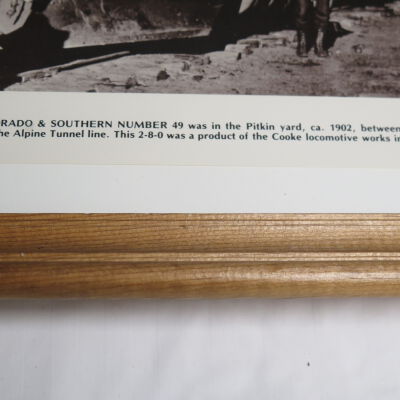 RADO & SOUTHERN NUMBER 49 was in the Pitkin yard, ca. 1902, between
he Alpine Tunnel line. This 2-8-0 was a product of the Cooke locomotive works in